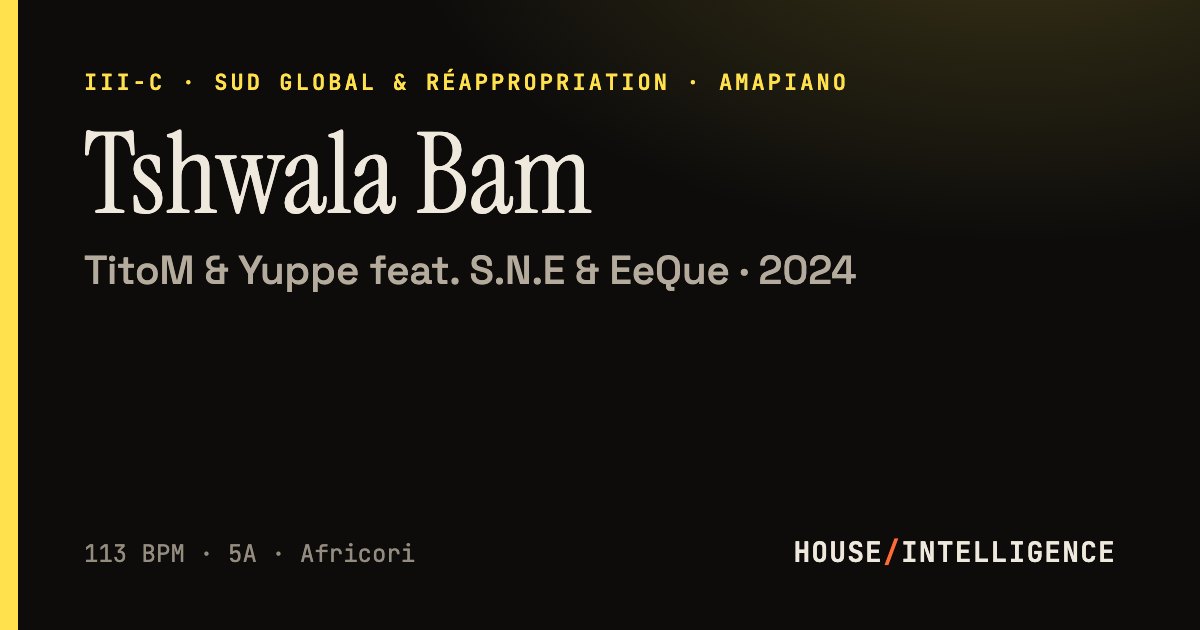 III-C · SUD GLOBAL & RÉAPPROPRIATION · AMAPIANO
Tshwala Bam
TitoM & Yuppe feat. S.N.E & EeQue · 2024
113 BPM · 5A · Africori
HOUSE/INTELLIGENCE